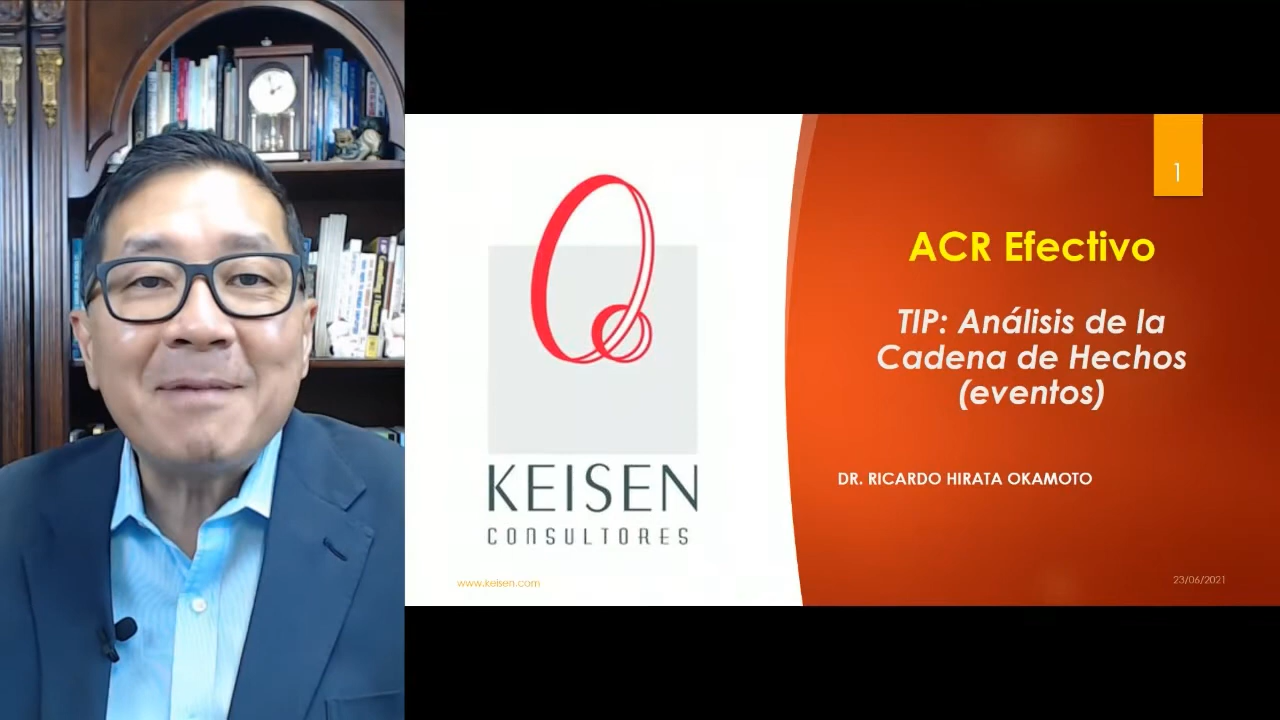 1
ACR Efectivo
TIP: Análisis de la
Cadena de Hechos
(eventos)
KEISEN
CONSULTORES
DR. RICARDO HIRATA OKAMOTO
www.keisen.com
23/06/2021